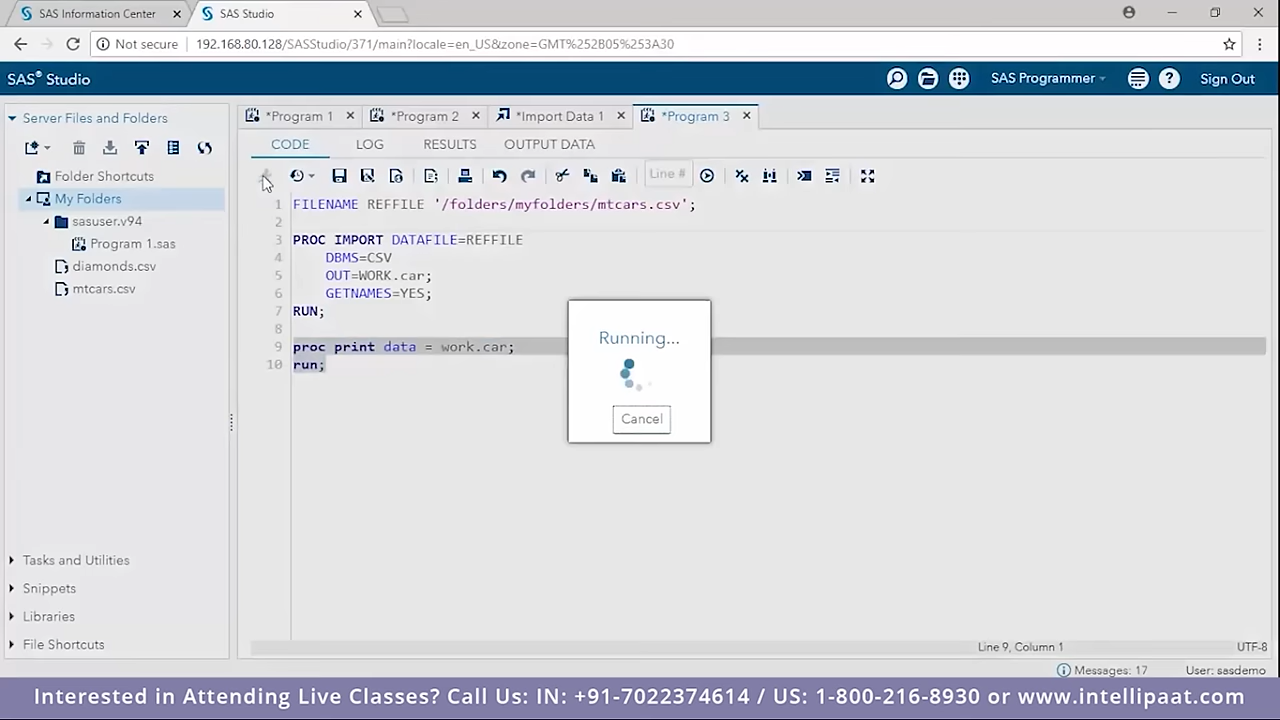 SAS Information Center
SAS Studio
Not secure
192.168.80.128/SASStudio/371/main?locale=en_US&zone=GMT%252B05%253A30
SAS® Studio
SAS Programmer
Sign Out
Server Files and Folders
*Program 1
*Program 2
*Import Data 1
*Program 3
CODE
LOG
RESULTS
OUTPUT DATA
Line #
Folder Shortcuts
My Folders
sasuser.v94
Program 1.sas
diamonds.csv
mtcars.csv
1 FILENAME REFFILE '/folders/myfolders/mtcars.csv';
2
3 PROC IMPORT DATAFILE=REFFILE
4 DBMS=CSV
5 OUT=WORK.car;
6 GETNAMES=YES;
7 RUN;
8
9 proc print data = work.car;
10 run;
Running...
Cancel
Tasks and Utilities
Snippets
Libraries
File Shortcuts
Line 9, Column 1
UTF-8
Messages: 17
User: sasdemo
Interested in Attending Live Classes? Call Us: IN: +91-7022374614 / US: 1-800-216-8930 or www.intellipaat.com